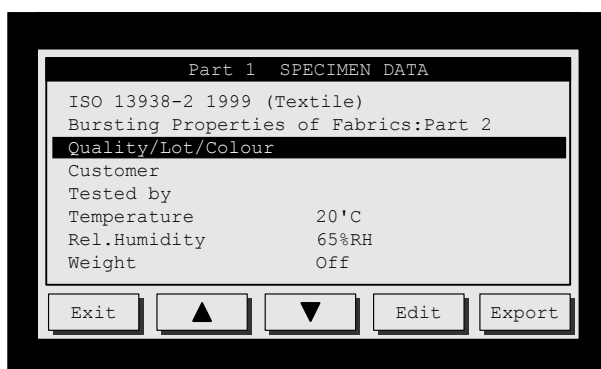 Part 1 SPECIMEN DATA
ISO 13938-2 1999 (Textile)
Bursting Properties of Fabrics:Part 2
Quality/Lot/Colour
Customer
Tested by
Temperature 20'C
Rel.Humidity 65%RH
Weight Off
Exit ▲ ▼ Edit Export